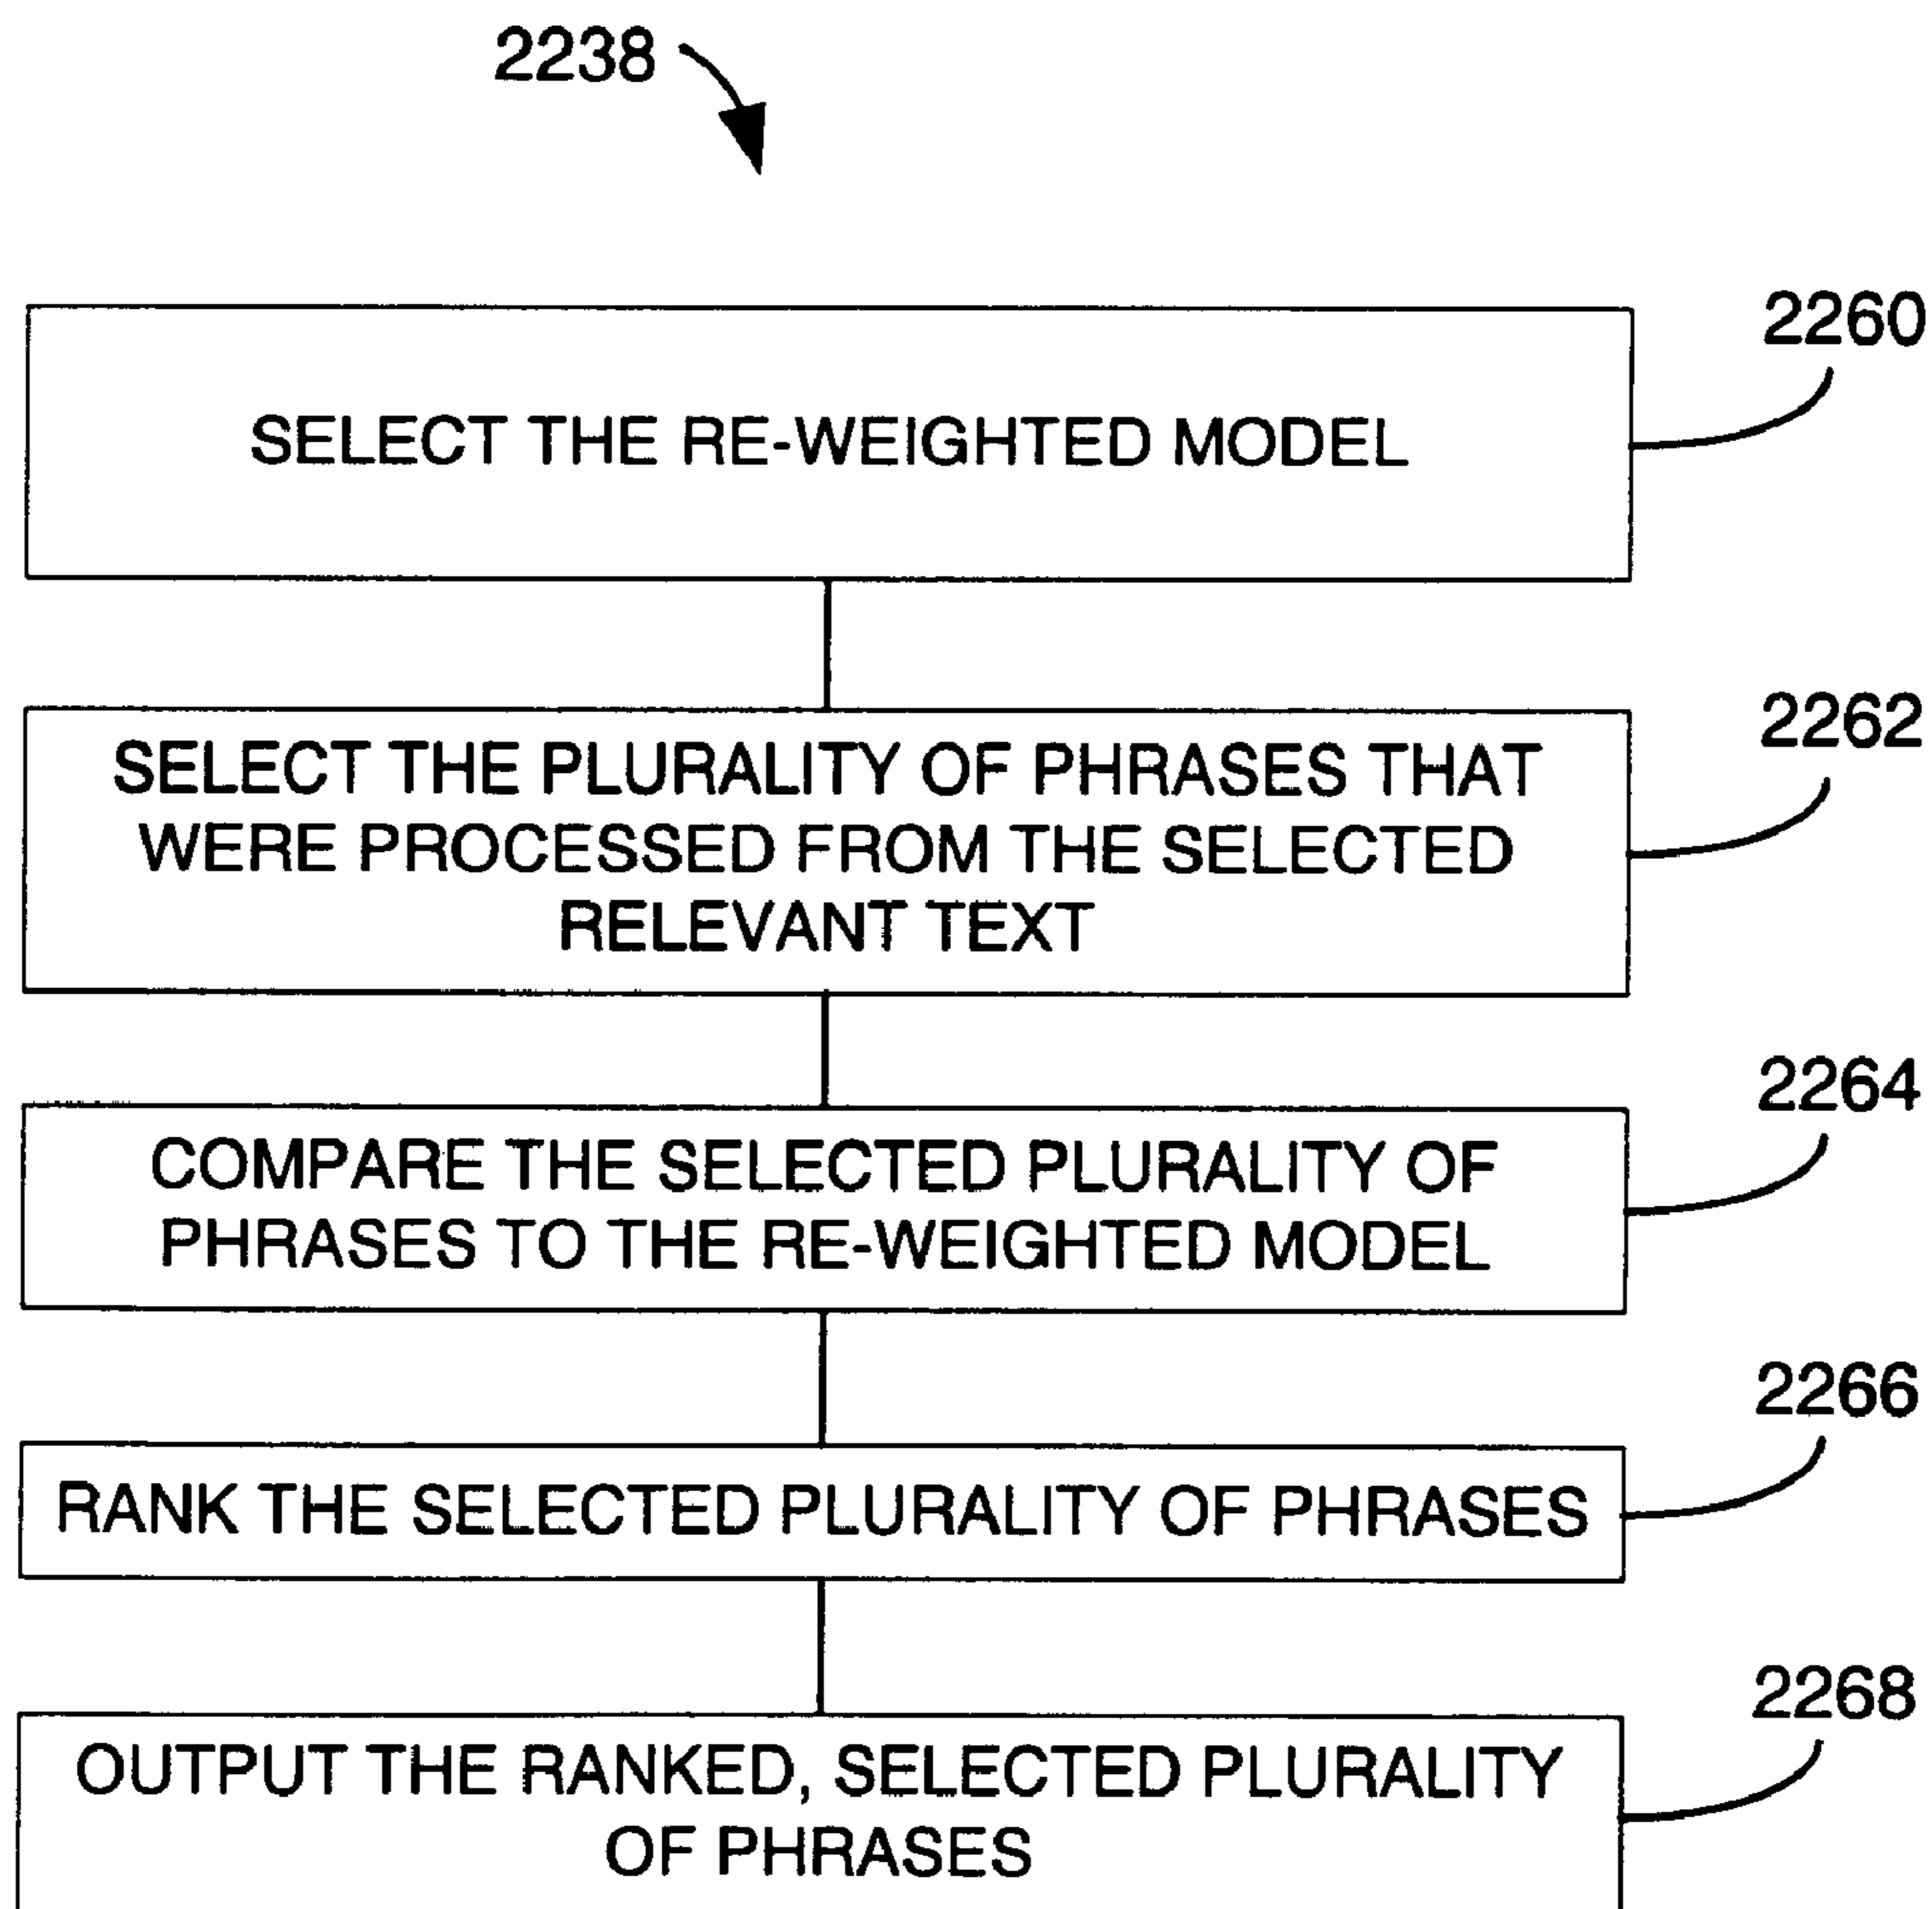 2238
2260
SELECT THE RE-WEIGHTED MODEL
2262
SELECT THE PLURALITY OF PHRASES THAT
WERE PROCESSED FROM THE SELECTED
RELEVANT TEXT
2264
COMPARE THE SELECTED PLURALITY OF
PHRASES TO THE RE-WEIGHTED MODEL
2266
RANK THE SELECTED PLURALITY OF PHRASES
2268
OUTPUT THE RANKED, SELECTED PLURALITY
OF PHRASES